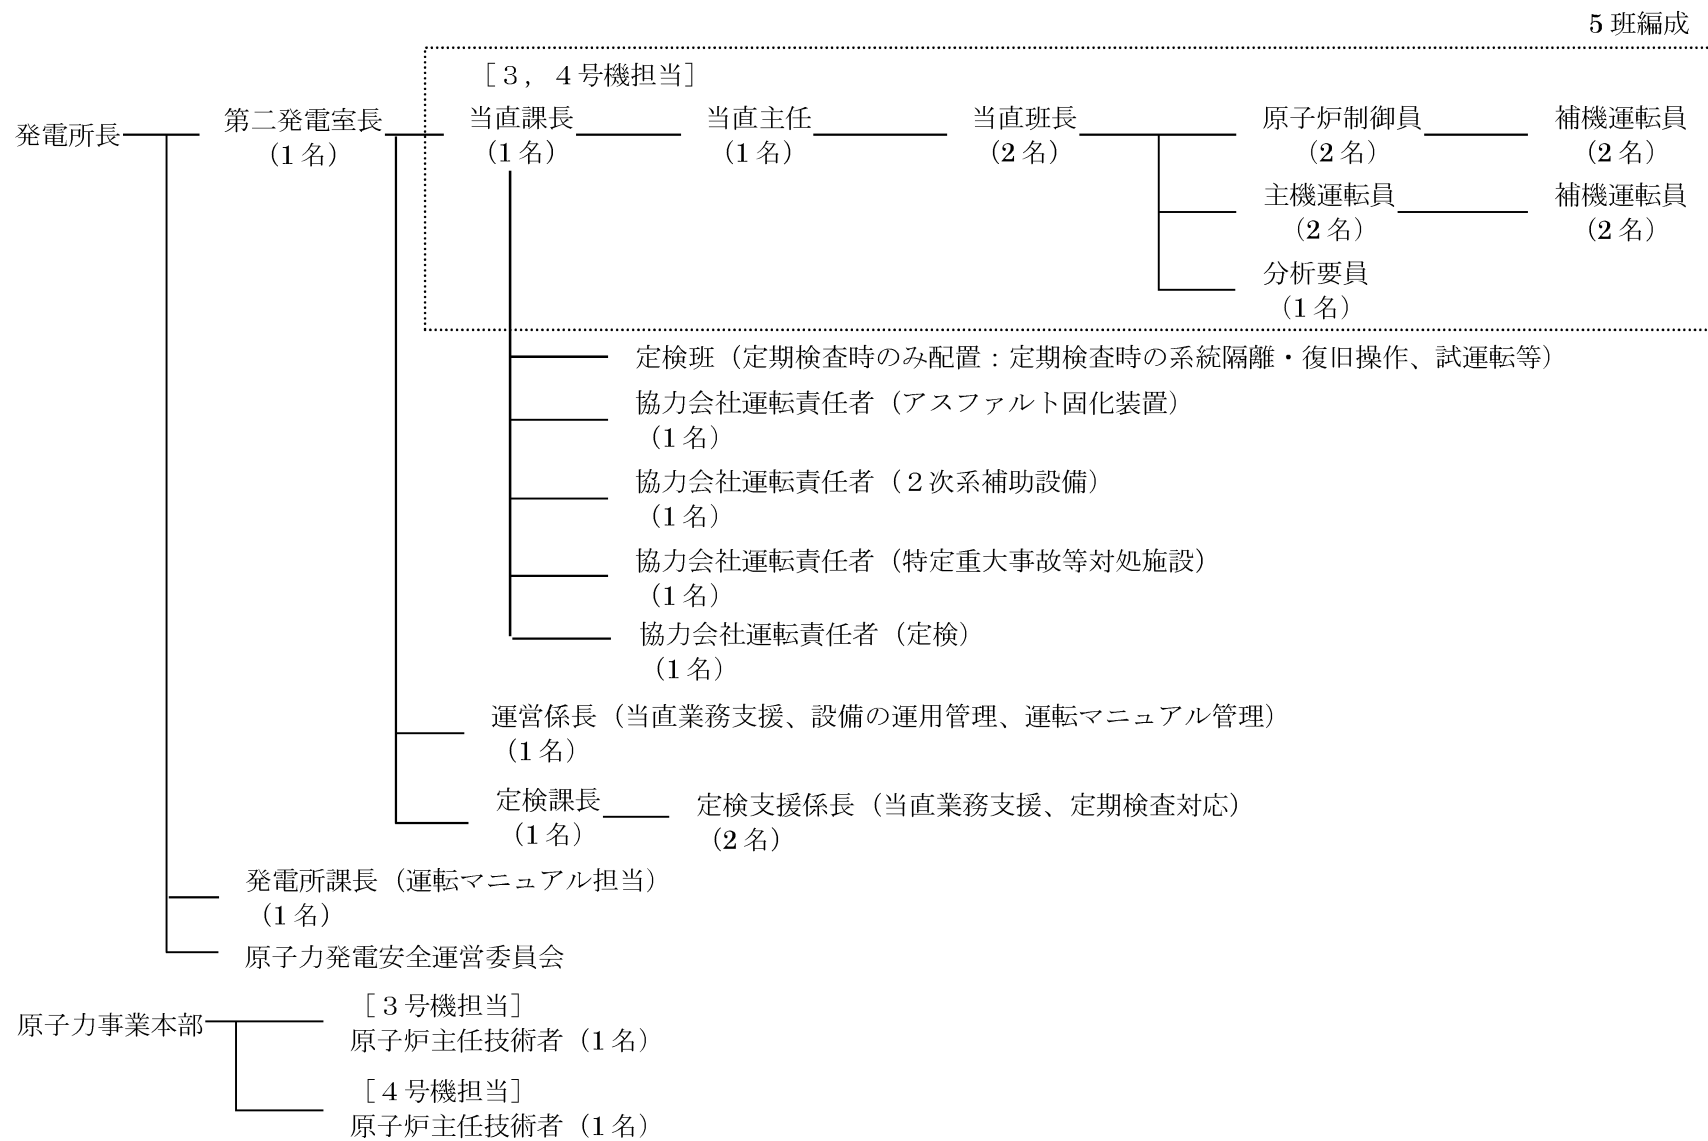 5 班編成
［３，４号機担当］
発電所長 第二発電室長 当直課長 当直主任 当直班長 原子炉制御員 補機運転員
（1 名） （1 名） （1 名） （2 名） （2 名） （2 名）
主機運転員 補機運転員
（2 名） （2 名）
分析要員
（1 名）
定検班（定期検査時のみ配置：定期検査時の系統隔離・復旧操作、試運転等）
協力会社運転責任者（アスファルト固化装置）
（1 名）
協力会社運転責任者（２次系補助設備）
（1 名）
協力会社運転責任者（特定重大事故等対処施設）
（1 名）
協力会社運転責任者（定検）
（1 名）
運営係長（当直業務支援、設備の運用管理、運転マニュアル管理）
（1 名）
定検課長 定検支援係長（当直業務支援、定期検査対応）
（1 名） （2 名）
発電所課長（運転マニュアル担当）
（1 名）
原子力発電安全運営委員会
［３号機担当］
原子力事業本部 原子炉主任技術者（1 名）
［4 号機担当］
原子炉主任技術者（1 名）